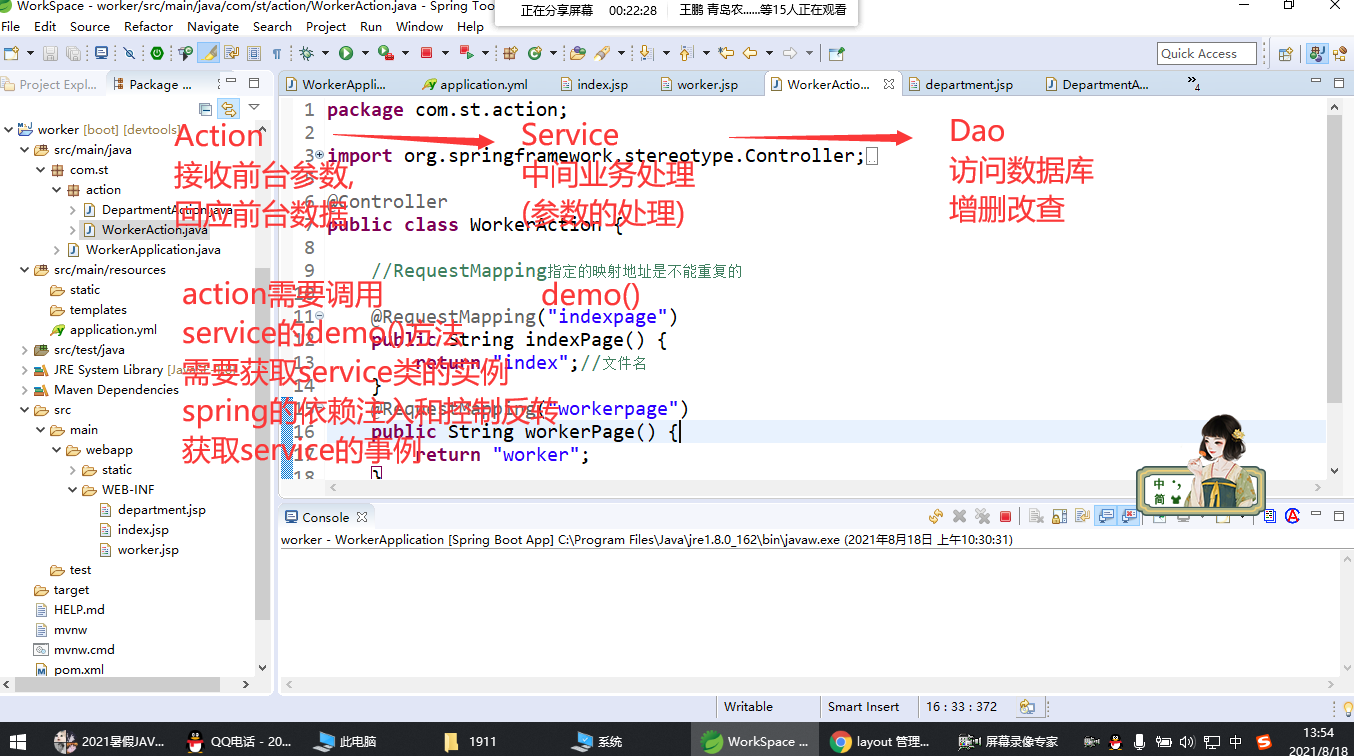 WorkSpace - worker/src/main/java/com/st/action/WorkerAction.java - Spring Too
正在分享屏幕 00:22:28 王鹏 青岛农......等15人正在观看
File Edit Source Refactor Navigate Search Project Run Window Help
Quick Access
Project Expl... Package ...
WorkerAppli... application.yml index.jsp worker.jsp WorkerActio... department.jsp DepartmentA... »4
worker [boot] [devtools]
src/main/java
com.st
action
DepartmentAction.java
WorkerAction.java
WorkerApplication.java
src/main/resources
static
templates
application.yml
src/test/java
JRE System Library
Maven Dependencies
src
main
webapp
static
WEB-INF
department.jsp
index.jsp
worker.jsp
test
target
HELP.md
mvnw
mvnw.cmd
pom.xml
1 package com.st.action;
2
3 import org.springframework.stereotype.Controller;
6 @Controller
7 public class WorkerAction {
8
9 //RequestMapping指定的映射地址是不能重复的
11 @RequestMapping("indexpage")
12 public String indexPage() {
13 return "index";//文件名
14 }
15 @RequestMapping("workerpage")
16 public String workerPage() {
17 return "worker";
18 }
Action
接收前台参数,
回应前台数据
Service
中间业务处理
(参数的处理)
Dao
访问数据库
增删改查
action需要调用
service的demo()方法
需要获取service类的实例
spring的依赖注入和控制反转
获取service的事例
demo()
中
简
Console
worker - WorkerApplication [Spring Boot App] C:\Program Files\Java\jre1.8.0_162\bin\javaw.exe (2021年8月18日 上午10:30:31)
Writable Smart Insert 16 : 33 : 372
2021暑假JAV... QQ电话 - 20... 此电脑 1911 系统 WorkSpace ... layout 管理... 屏幕录像专家 中 13:54
2021/8/18